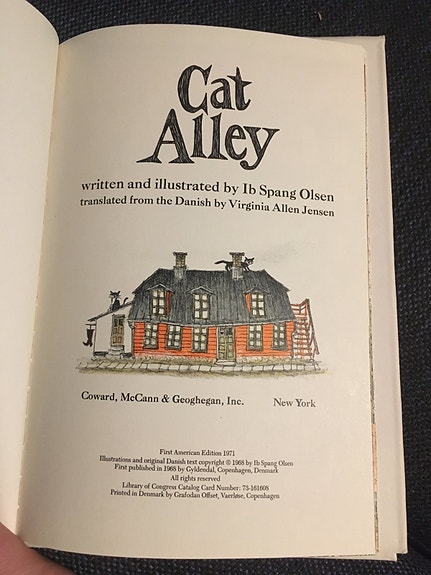 Cat
Alley
written and illustrated by Ib Spang Olsen
translated from the Danish by Virginia Allen Jensen
Coward, McCann & Geoghegan, Inc. New York
First American Edition 1971
Illustrations and original Danish text copyright © 1968 by Ib Spang Olsen
First published in 1968 by Gyldendal, Copenhagen, Denmark
All rights reserved
Library of Congress Catalog Card Number: 73-161608
Printed in Denmark by Grafodan Offset, Værløse, Copenhagen